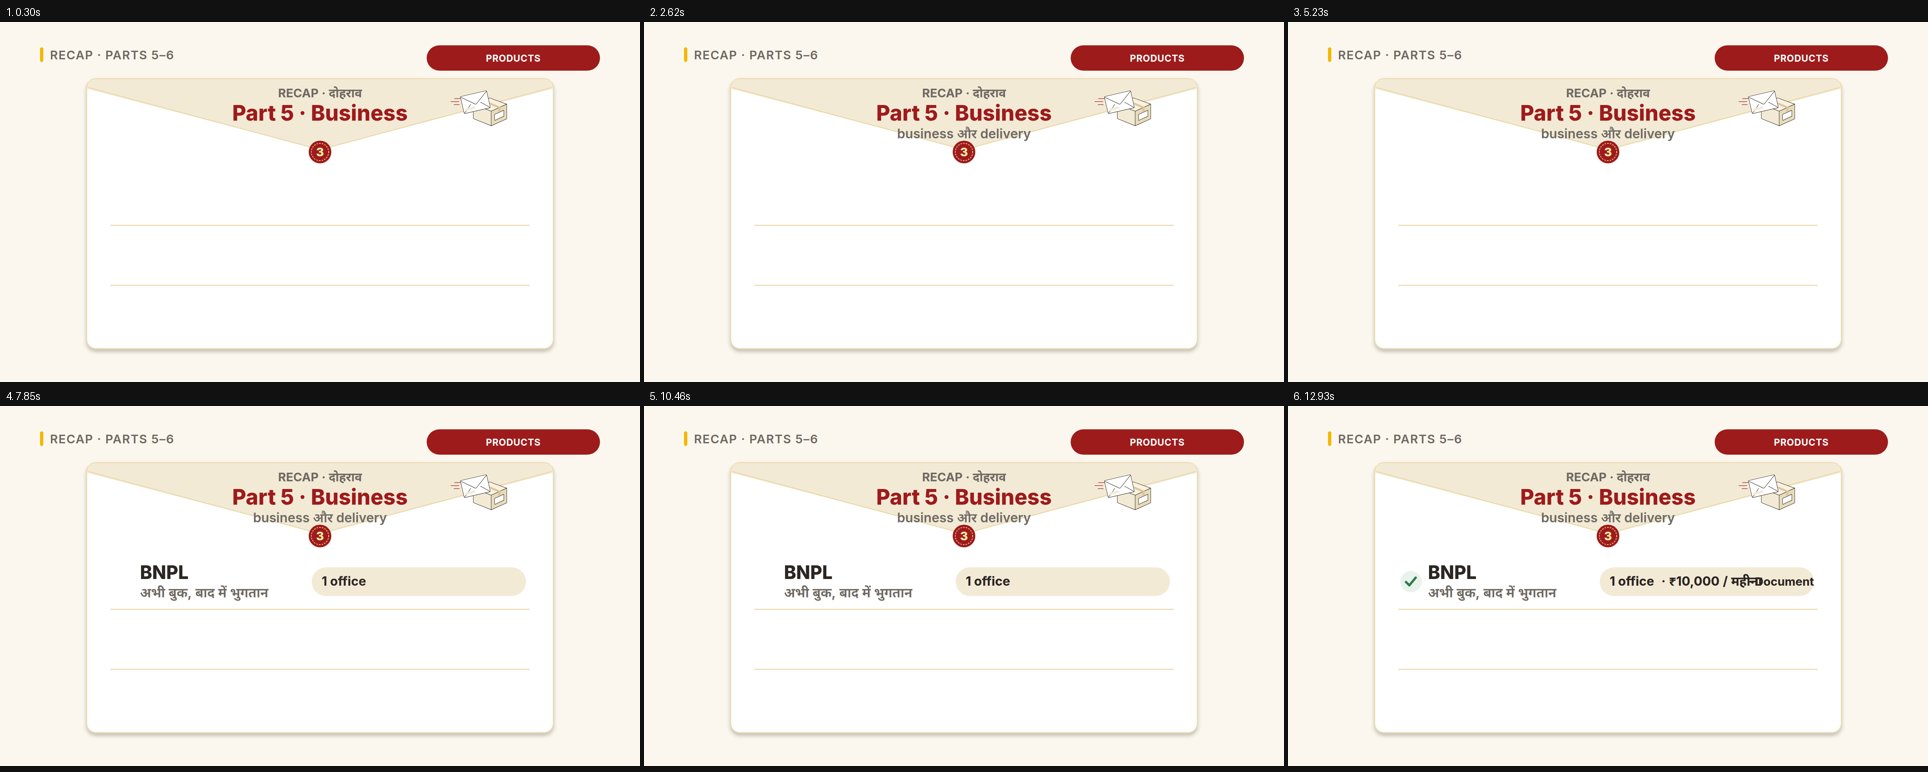 1. 0.30s
RECAP · PARTS 5–6
PRODUCTS
RECAP · दोहराव
Part 5 · Business
3
2. 2.62s
RECAP · PARTS 5–6
PRODUCTS
RECAP · दोहराव
Part 5 · Business
business और delivery
3
3. 5.23s
RECAP · PARTS 5–6
PRODUCTS
RECAP · दोहराव
Part 5 · Business
business और delivery
3
4. 7.85s
RECAP · PARTS 5–6
PRODUCTS
RECAP · दोहराव
Part 5 · Business
business और delivery
3
BNPL
1 office
अभी बुक, बाद में भुगतान
5. 10.46s
RECAP · PARTS 5–6
PRODUCTS
RECAP · दोहराव
Part 5 · Business
business और delivery
3
BNPL
1 office
अभी बुक, बाद में भुगतान
6. 12.93s
RECAP · PARTS 5–6
PRODUCTS
RECAP · दोहराव
Part 5 · Business
business और delivery
3
BNPL
1 office · ₹10,000 / Document
अभी बुक, बाद में भुगतान